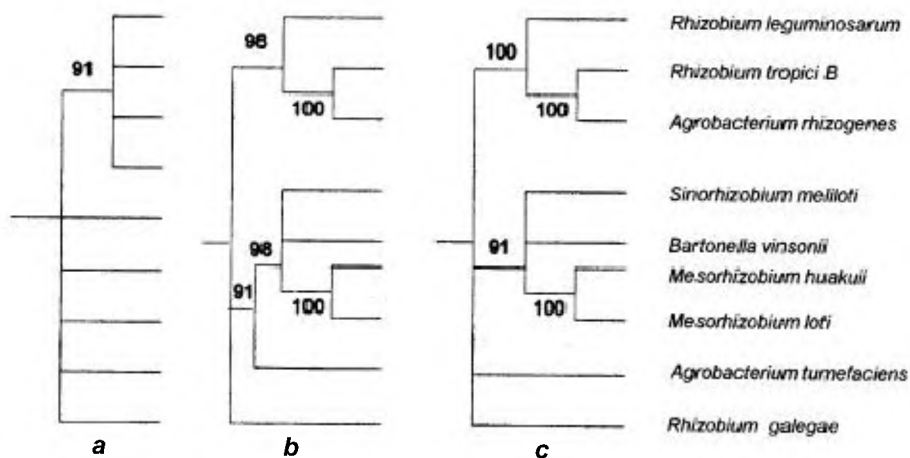 91
98
100
98
91
100
100
100
91
100
Rhizobium leguminosarum
Rhizobium tropici B
Agrobacterium rhizogenes
Sinorhizobium meliloti
Bartonella vinsonii
Mesorhizobium huakuii
Mesorhizobium loti
Agrobacterium tumefaciens
Rhizobium galegae
a
b
c